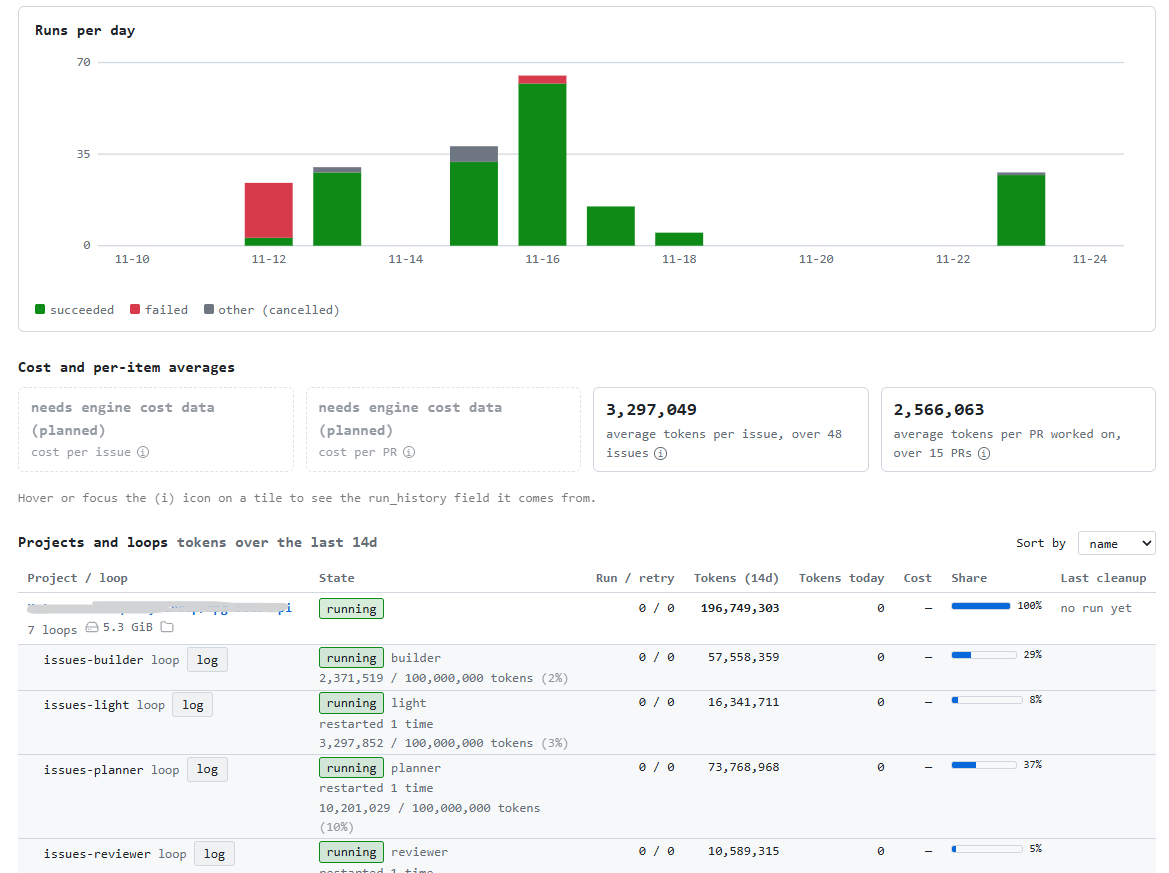 Runs per day
70
35
0
11-10 11-12 11-14 11-16 11-18 11-20 11-22 11-24
succeeded failed other (cancelled)
Cost and per-item averages
needs engine cost data (planned)
cost per issue
needs engine cost data (planned)
cost per PR
3,297,049
average tokens per issue, over 48 issues
2,566,063
average tokens per PR worked on, over 15 PRs
Hover or focus the (i) icon on a tile to see the run_history field it comes from.
Projects and loops tokens over the last 14d
Sort by name
Project / loop State Run / retry Tokens (14d) Tokens today Cost Share Last cleanup
running 0 / 0 196,749,303 0 — 100% no run yet
7 loops 5.3 GiB
issues-builder loop log running builder 0 / 0 57,558,359 0 — 29%
2,371,519 / 100,000,000 tokens (2%)
issues-light loop log running light 0 / 0 16,341,711 0 — 8%
restarted 1 time
3,297,852 / 100,000,000 tokens (3%)
issues-planner loop log running planner 0 / 0 73,768,968 0 — 37%
restarted 1 time
10,201,029 / 100,000,000 tokens
(10%)
issues-reviewer loop log running reviewer 0 / 0 10,589,315 0 — 5%
restarted 1 time